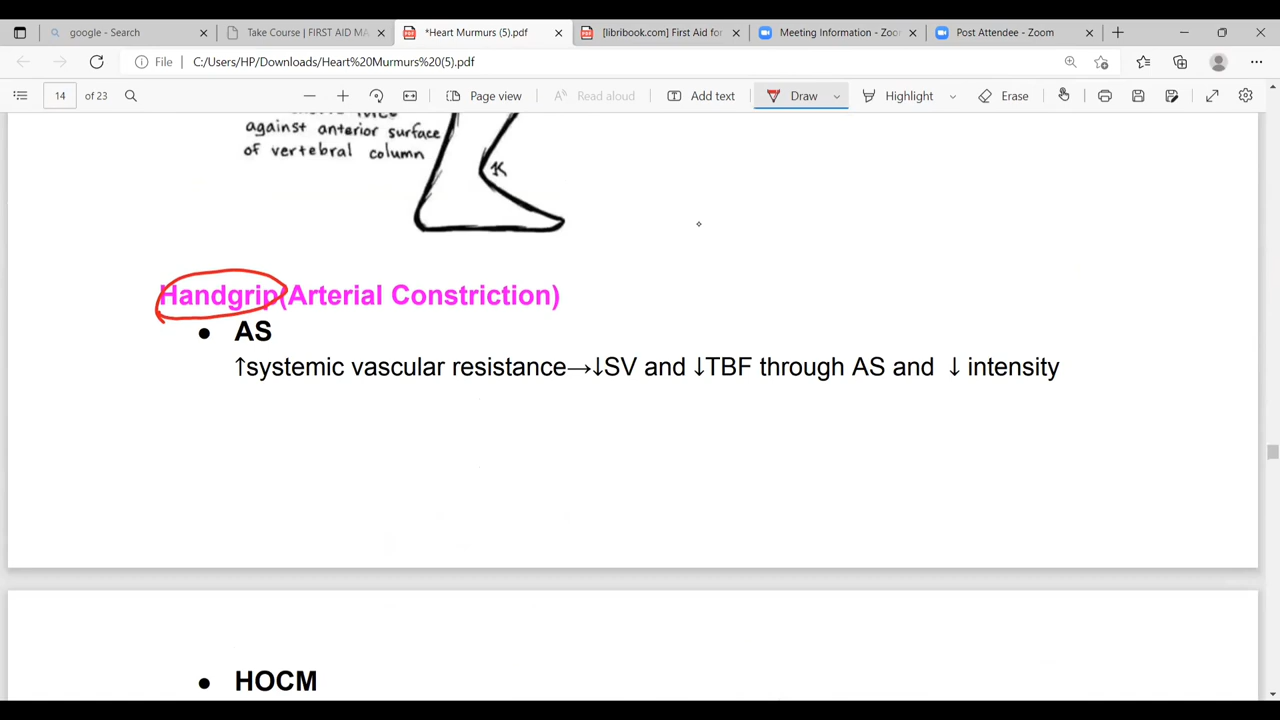 google - Search
Take Course | FIRST AID MA
*Heart Murmurs (5).pdf
[libribook.com] First Aid for
Meeting Information - Zoo
Post Attendee - Zoom
File
C:/Users/HP/Downloads/Heart%20Murmurs%20(5).pdf
14 of 23
Page view
Read aloud
Add text
Draw
Highlight
Erase
against anterior surface
of vertebral column
K
Handgrip(Arterial Constriction)
● AS
↑systemic vascular resistance→↓SV and ↓TBF through AS and ↓ intensity
● HOCM